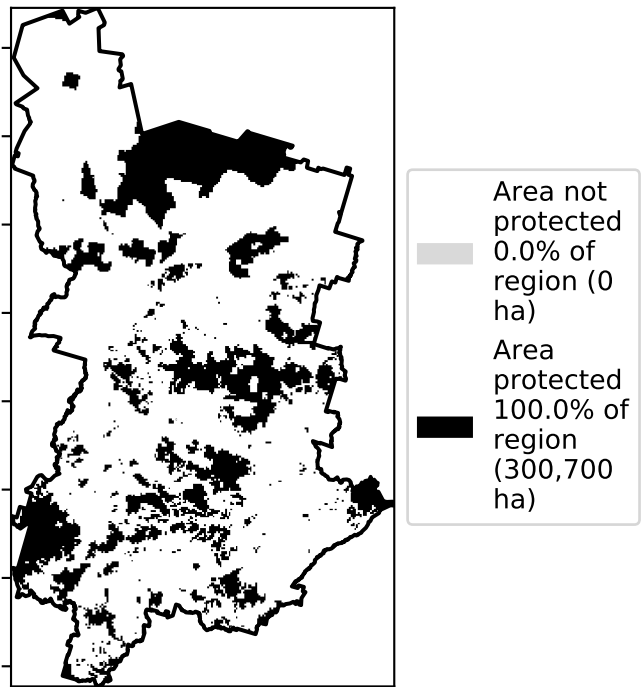 Area not
protected
0.0% of
region (0
ha)
Area
protected
100.0% of
region
(300,700
ha)